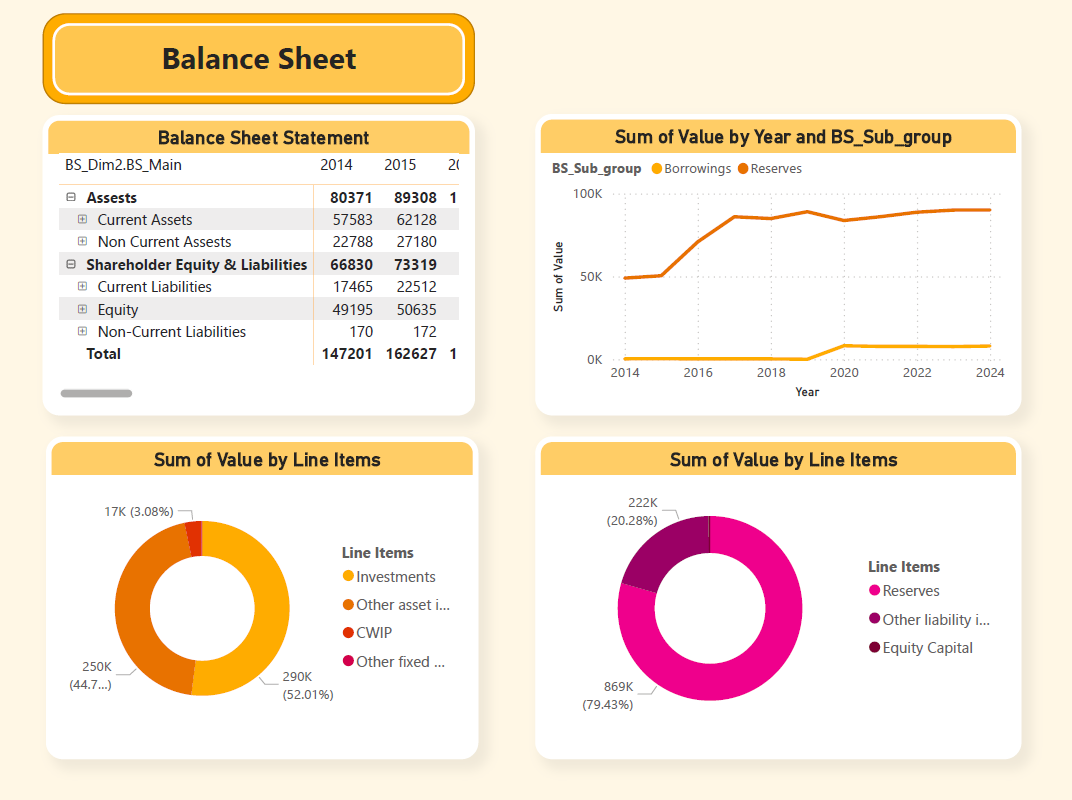 Balance Sheet
Balance Sheet Statement
BS_Dim2.BS_Main 2014 2015 20
Assests 80371 89308 1
Current Assets 57583 62128
Non Current Assests 22788 27180
Shareholder Equity & Liabilities 66830 73319
Current Liabilities 17465 22512
Equity 49195 50635
Non-Current Liabilities 170 172
Total 147201 162627 1
Sum of Value by Year and BS_Sub_group
BS_Sub_group Borrowings Reserves
100K
50K
0K
Sum of Value
2014 2016 2018 2020 2022 2024
Year
Sum of Value by Line Items
17K (3.08%)
250K
(44.7...)
290K
(52.01%)
Line Items
Investments
Other asset i...
CWIP
Other fixed ...
Sum of Value by Line Items
222K
(20.28%)
869K
(79.43%)
Line Items
Reserves
Other liability i...
Equity Capital